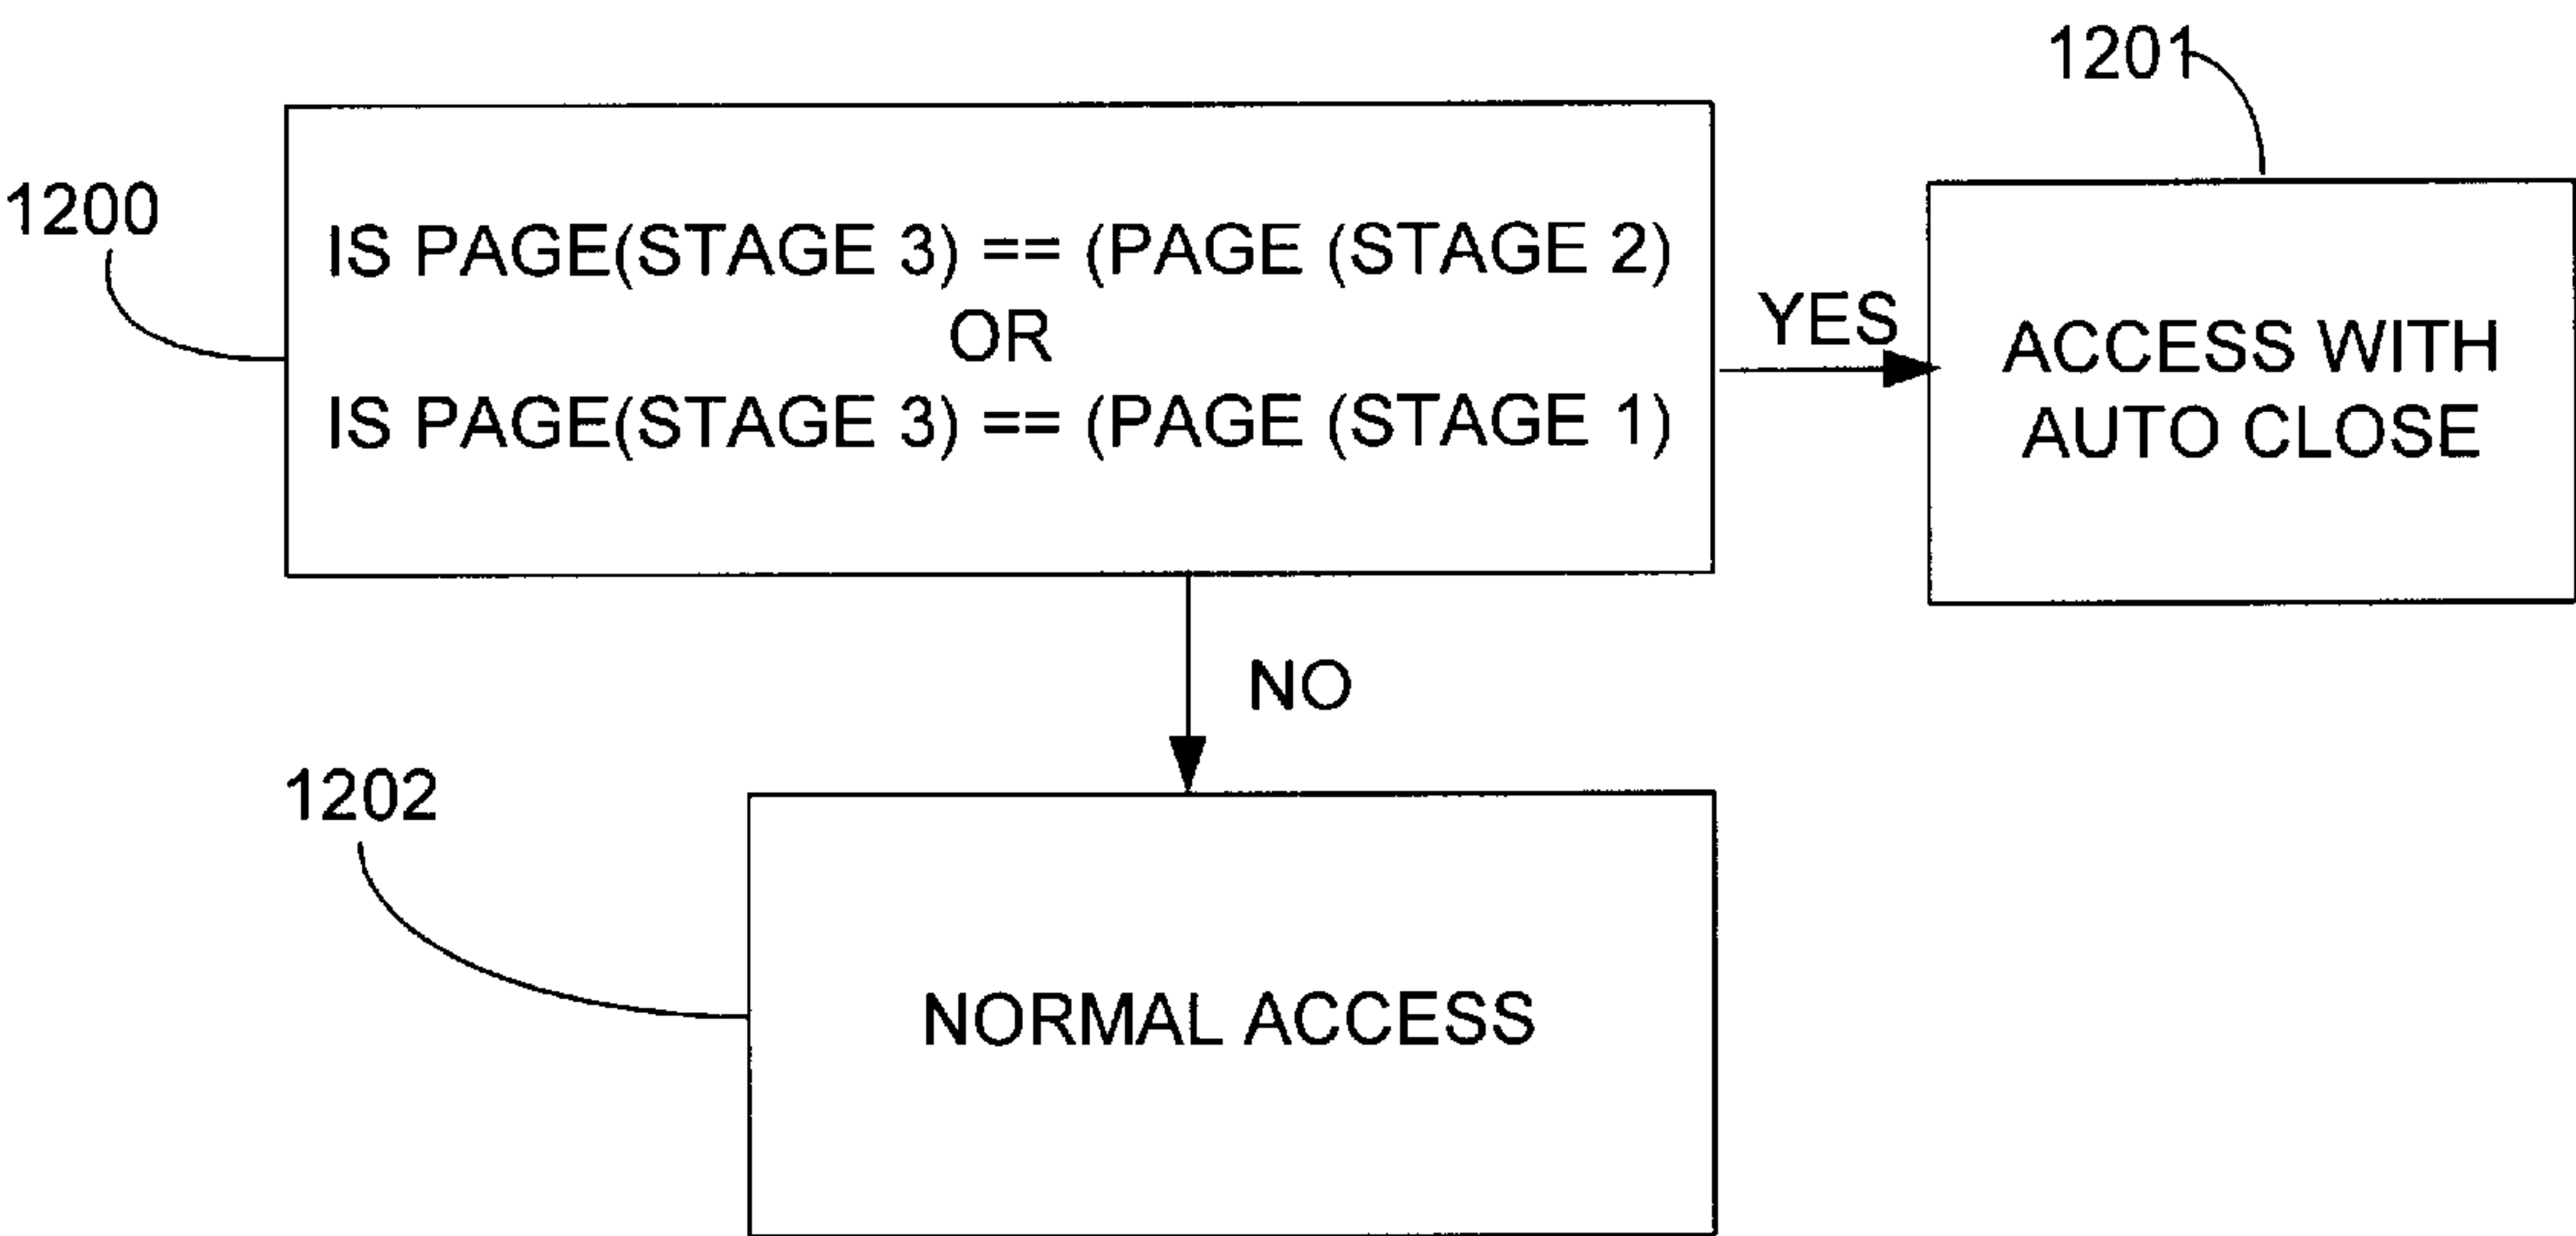 1201
1200
IS PAGE(STAGE 3) == (PAGE (STAGE 2)
OR
IS PAGE(STAGE 3) == (PAGE (STAGE 1)
YES
ACCESS WITH
AUTO CLOSE
NO
1202
NORMAL ACCESS